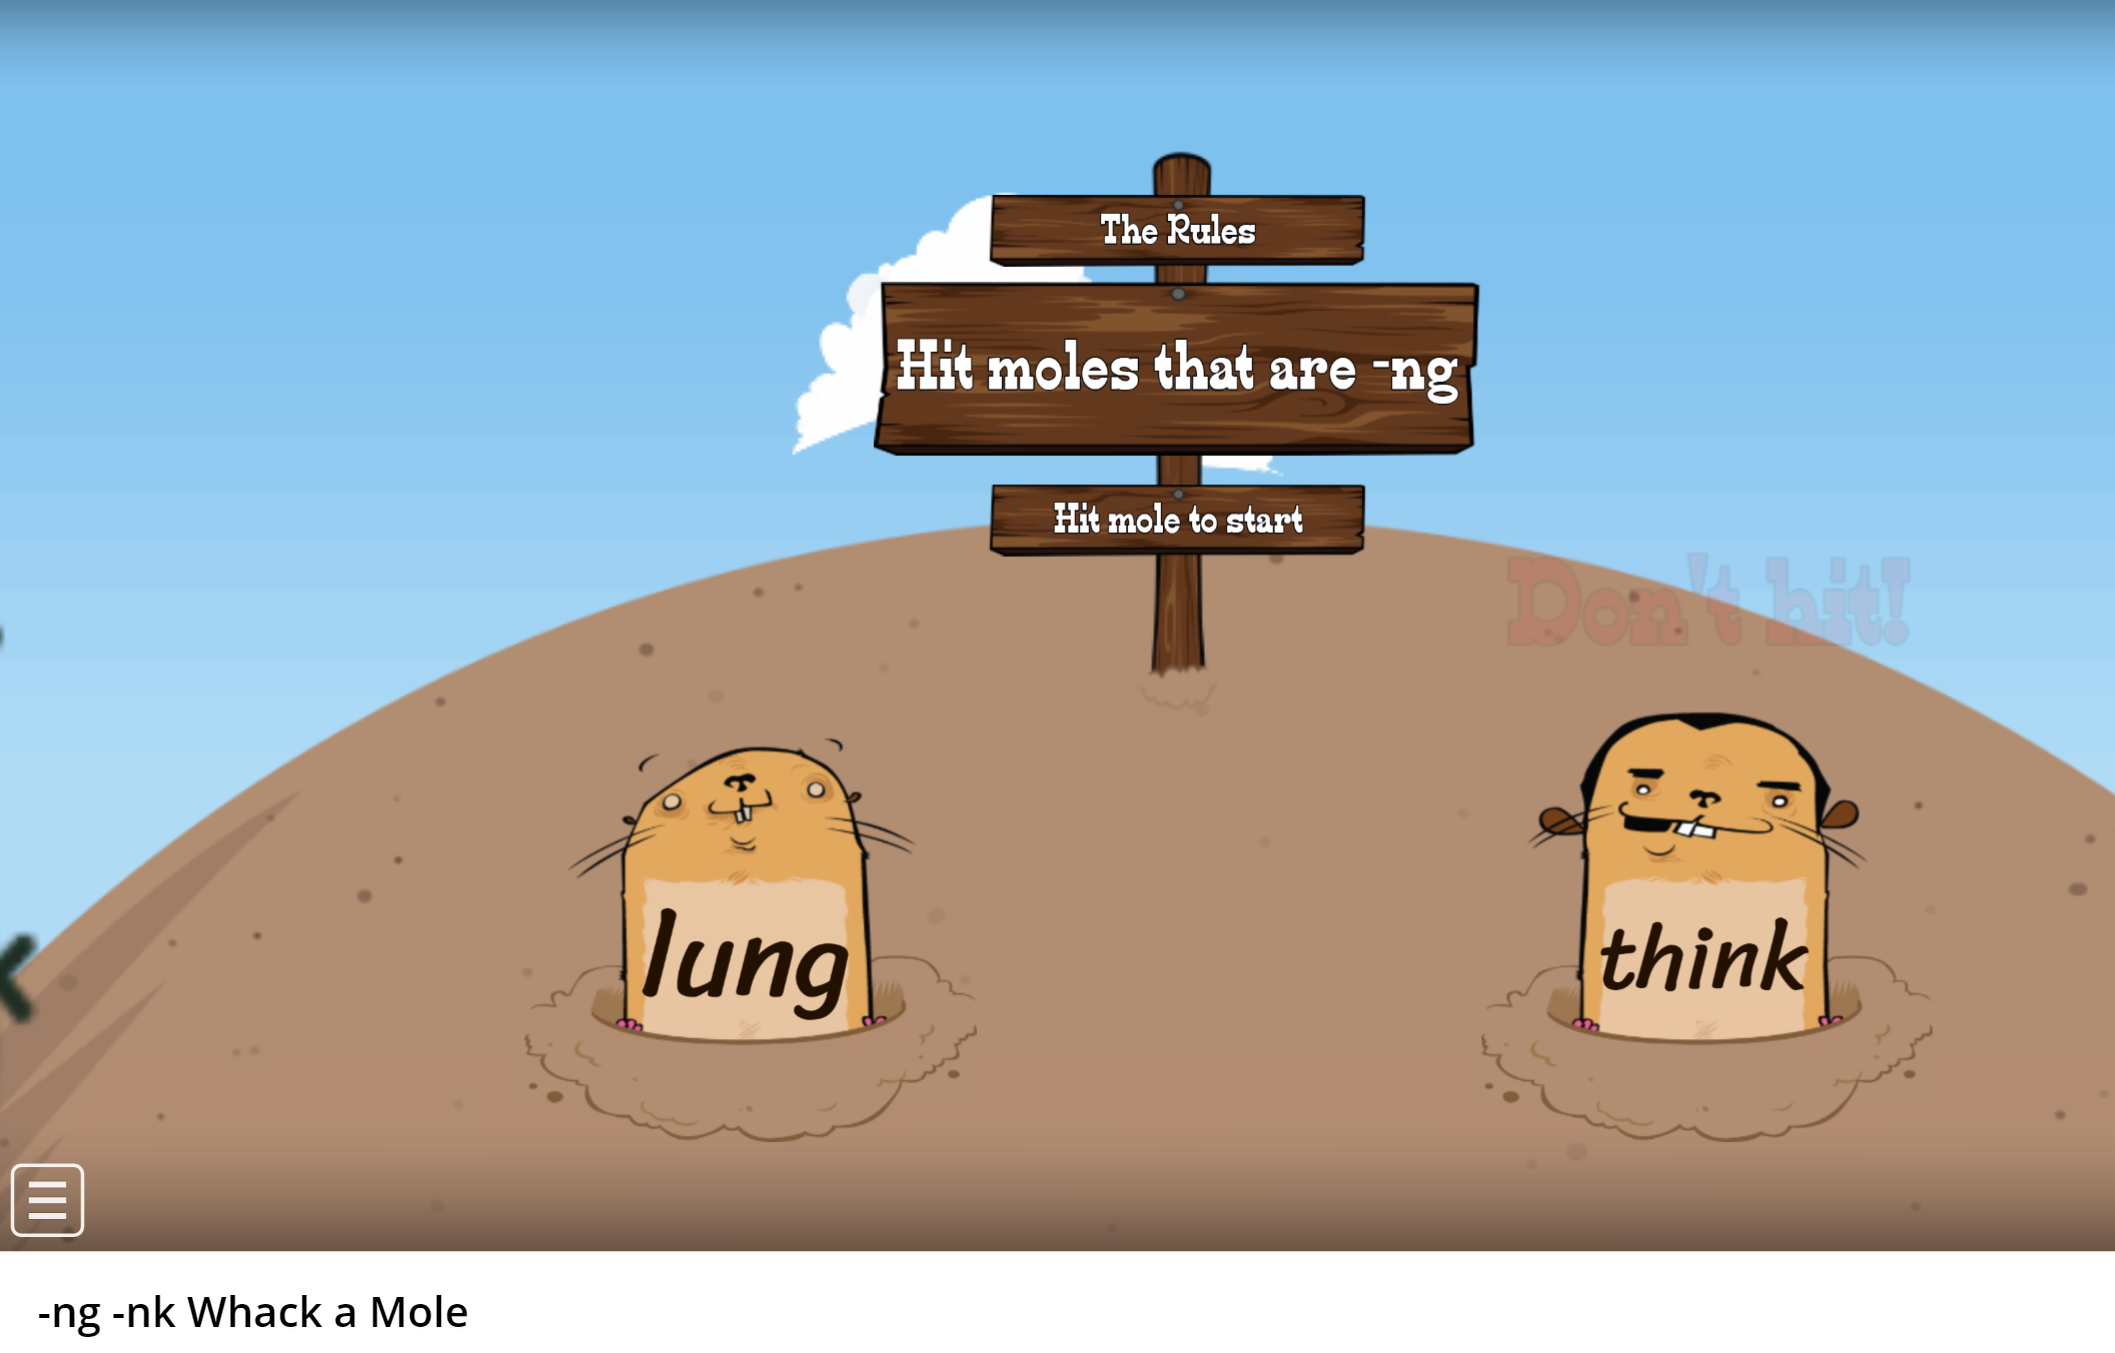 The Rules
Hit moles that are -ng
Hit mole to start
Don't hit!
lung
think
-ng -nk Whack a Mole